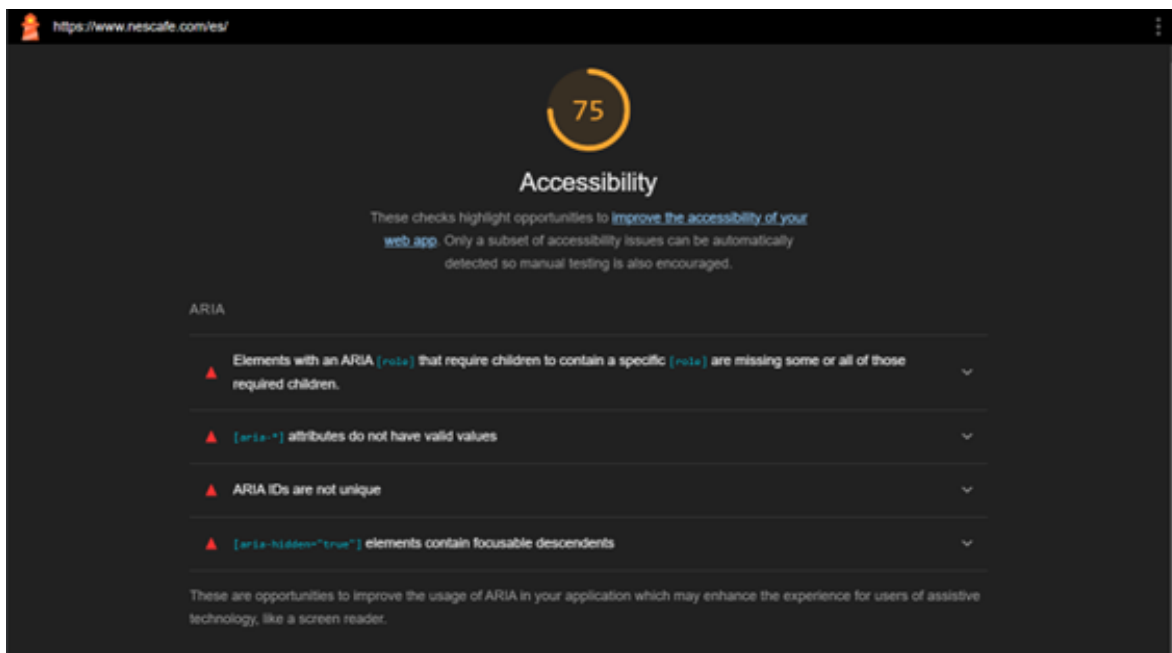 https://www.nescafe.com/es/
75
Accessibility
These checks highlight opportunities to improve the accessibility of your
web app. Only a subset of accessibility issues can be automatically
detected so manual testing is also encouraged.
ARIA
Elements with an ARIA [role] that require children to contain a specific [role] are missing some or all of those
required children.
[aria-*] attributes do not have valid values
ARIA IDs are not unique
[aria-hidden="true"] elements contain focusable descendents
These are opportunities to improve the usage of ARIA in your application which may enhance the experience for users of assistive
technology, like a screen reader.